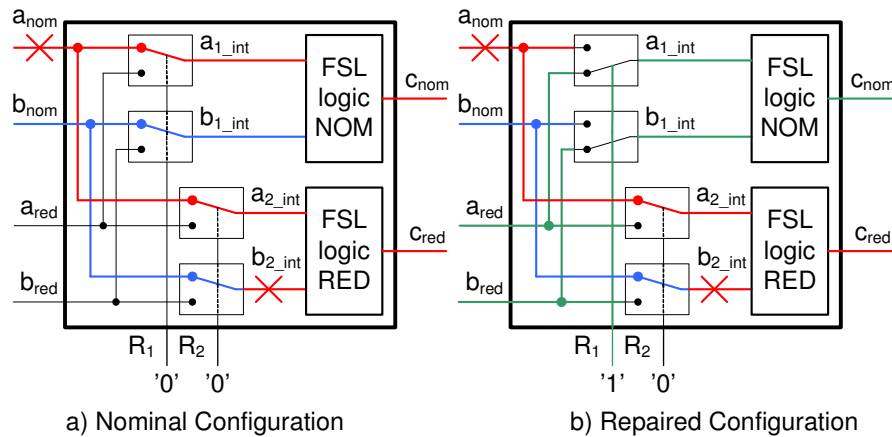 a_nom
a_1_int
FSL
logic
NOM
c_nom
b_nom
b_1_int
a_2_int
a_red
FSL
logic
RED
c_red
b_2_int
b_red
R_1 R_2
'0' '0'
a) Nominal Configuration
a_nom
a_1_int
FSL
logic
NOM
c_nom
b_nom
b_1_int
a_2_int
a_red
FSL
logic
RED
c_red
b_2_int
b_red
R_1 R_2
'1' '0'
b) Repaired Configuration